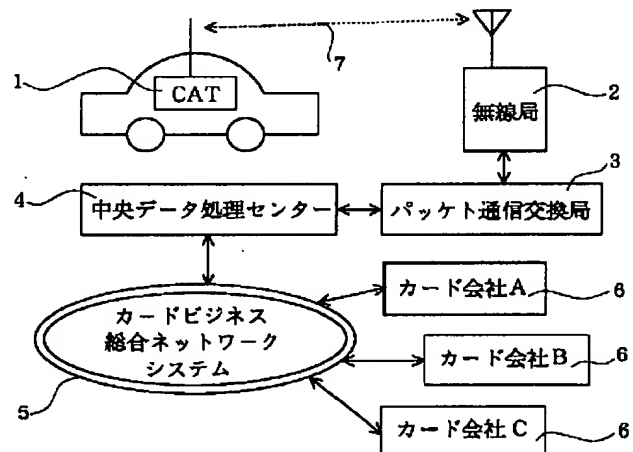 7
1
CAT
2
無線局
3
4
中央データ処理センター
パケット通信交換局
カードビジネス
総合ネットワーク
システム
5
カード会社A
6
カード会社B
6
カード会社C
6